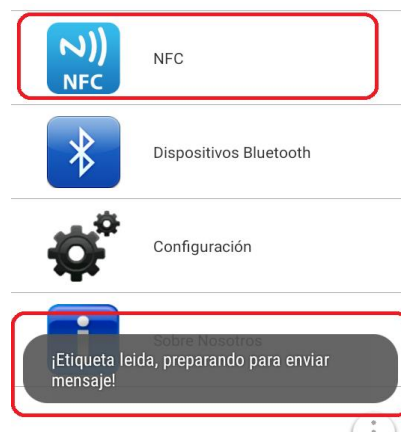 NFC
NFC
Dispositivos Bluetooth
Configuración
Sobre Nosotros
¡Etiqueta leida, preparando para enviar
mensaje!